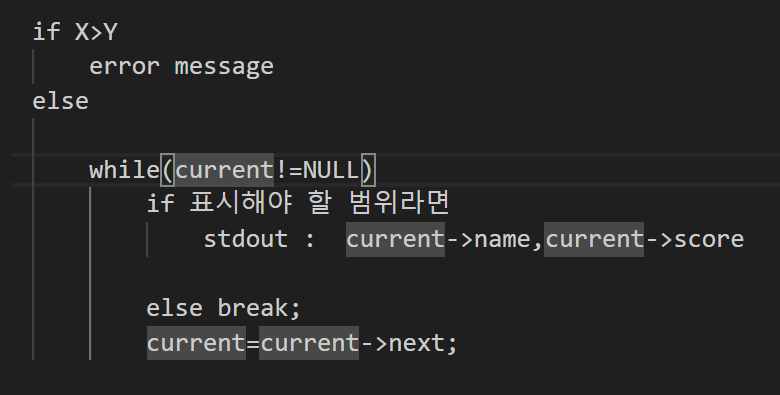 if X>Y
error message
else
while(current!=NULL)
if 표시해야 할 범위라면
stdout :  current->name,current->score
else break;
current=current->next;